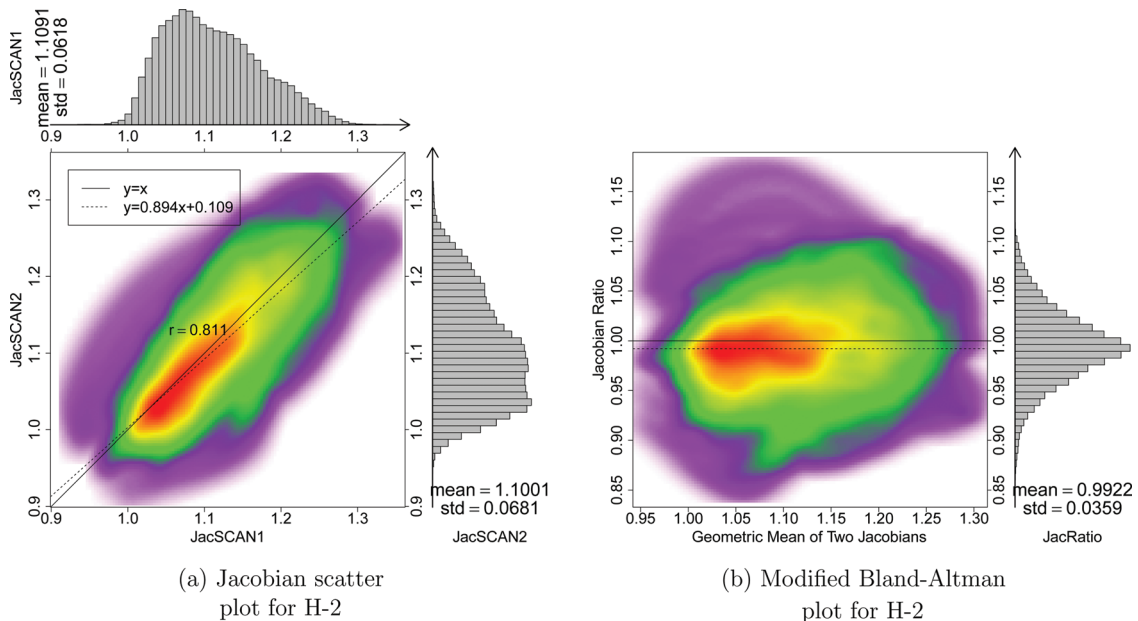 JacSCAN1
mean = 1.1091
std = 0.0618
0.9 1.0 1.1 1.2 1.3
y=x
y=0.894x+0.109
r = 0.811
JacSCAN2
0.9 1.0 1.1 1.2 1.3
0.9 1.0 1.1 1.2 1.3
JacSCAN1
0.9 1.0 1.1 1.2 1.3
mean = 1.1001
std = 0.0681
JacSCAN2
(a) Jacobian scatter
plot for H-2
Jacobian Ratio
0.85 0.90 0.95 1.00 1.05 1.10 1.15
0.95 1.00 1.05 1.10 1.15 1.20 1.25 1.30
Geometric Mean of Two Jacobians
0.85 0.90 0.95 1.00 1.05 1.10 1.15
mean = 0.9922
std = 0.0359
JacRatio
(b) Modified Bland-Altman
plot for H-2